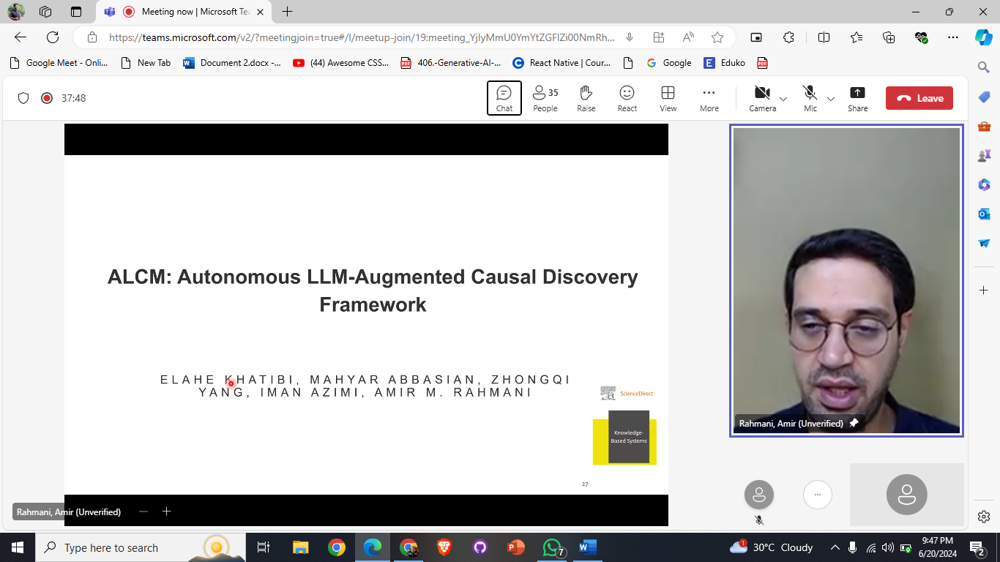 Meeting now | Microsoft Tea
https://teams.microsoft.com/v2/?meetingjoin=true#/l/meetup-join/19:meeting_YjlyMmU0YmYtZGFlZi00NmRh...
Google Meet - Onli...
New Tab
Document 2.docx -...
(44) Awesome CSS...
406.-Generative-AI-...
React Native | Cour...
Google
Eduko
37:48
Chat
35
People
Raise
React
View
More
Camera
Mic
Share
Leave
ALCM: Autonomous LLM-Augmented Causal Discovery
Framework
ELAHE KHATIBI, MAHYAR ABBASIAN, ZHONGQI
YANG, IMAN AZIMI, AMIR M. RAHMANI
ScienceDirect
Knowledge-
Based Systems
27
Rahmani, Amir (Unverified)
Rahmani, Amir (Unverified)
Type here to search
7
1
30°C Cloudy
9:47 PM
6/20/2024
2